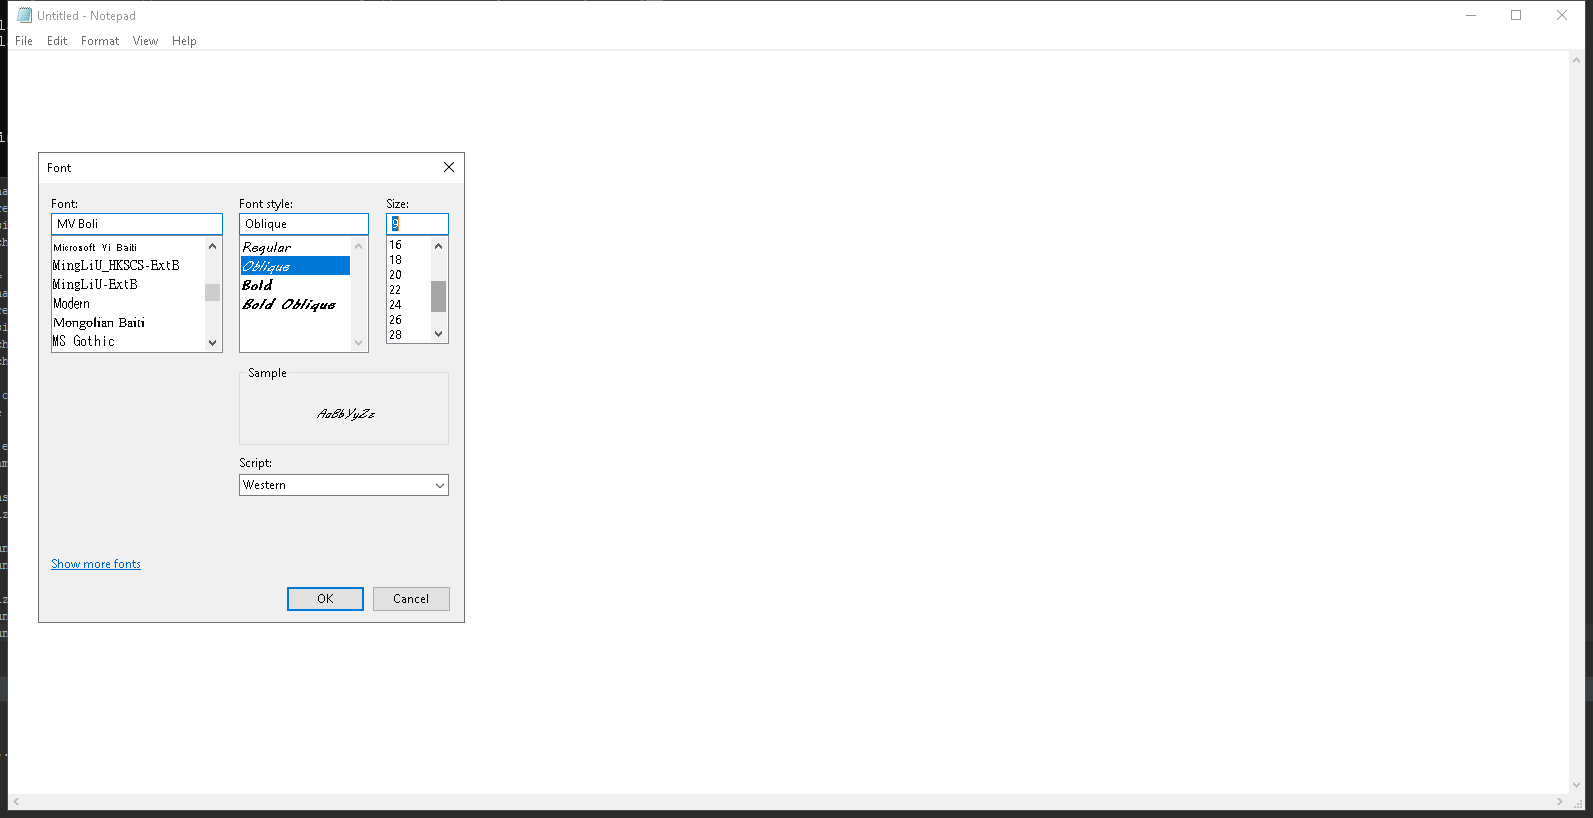 Untitled - Notepad
File Edit Format View Help
Font
Font: Font style: Size:
MV Boli Oblique 9
Microsoft Yi Baiti
MingLiU_HKSCS-ExtB
MingLiU-ExtB
Modern
Mongolian Baiti
MS Gothic
Regular
Oblique
Bold
Bold Oblique
16
18
20
22
24
26
28
Sample
AaBbYyZz
Script:
Western
Show more fonts
OK Cancel